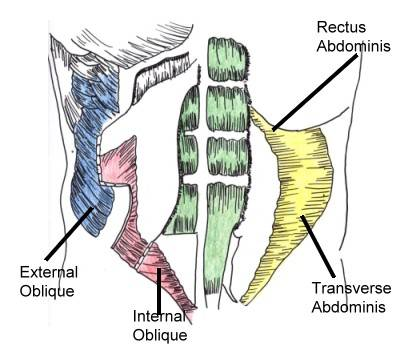 Rectus
Abdominis
External
Oblique
Internal
Oblique
Transverse
Abdominis